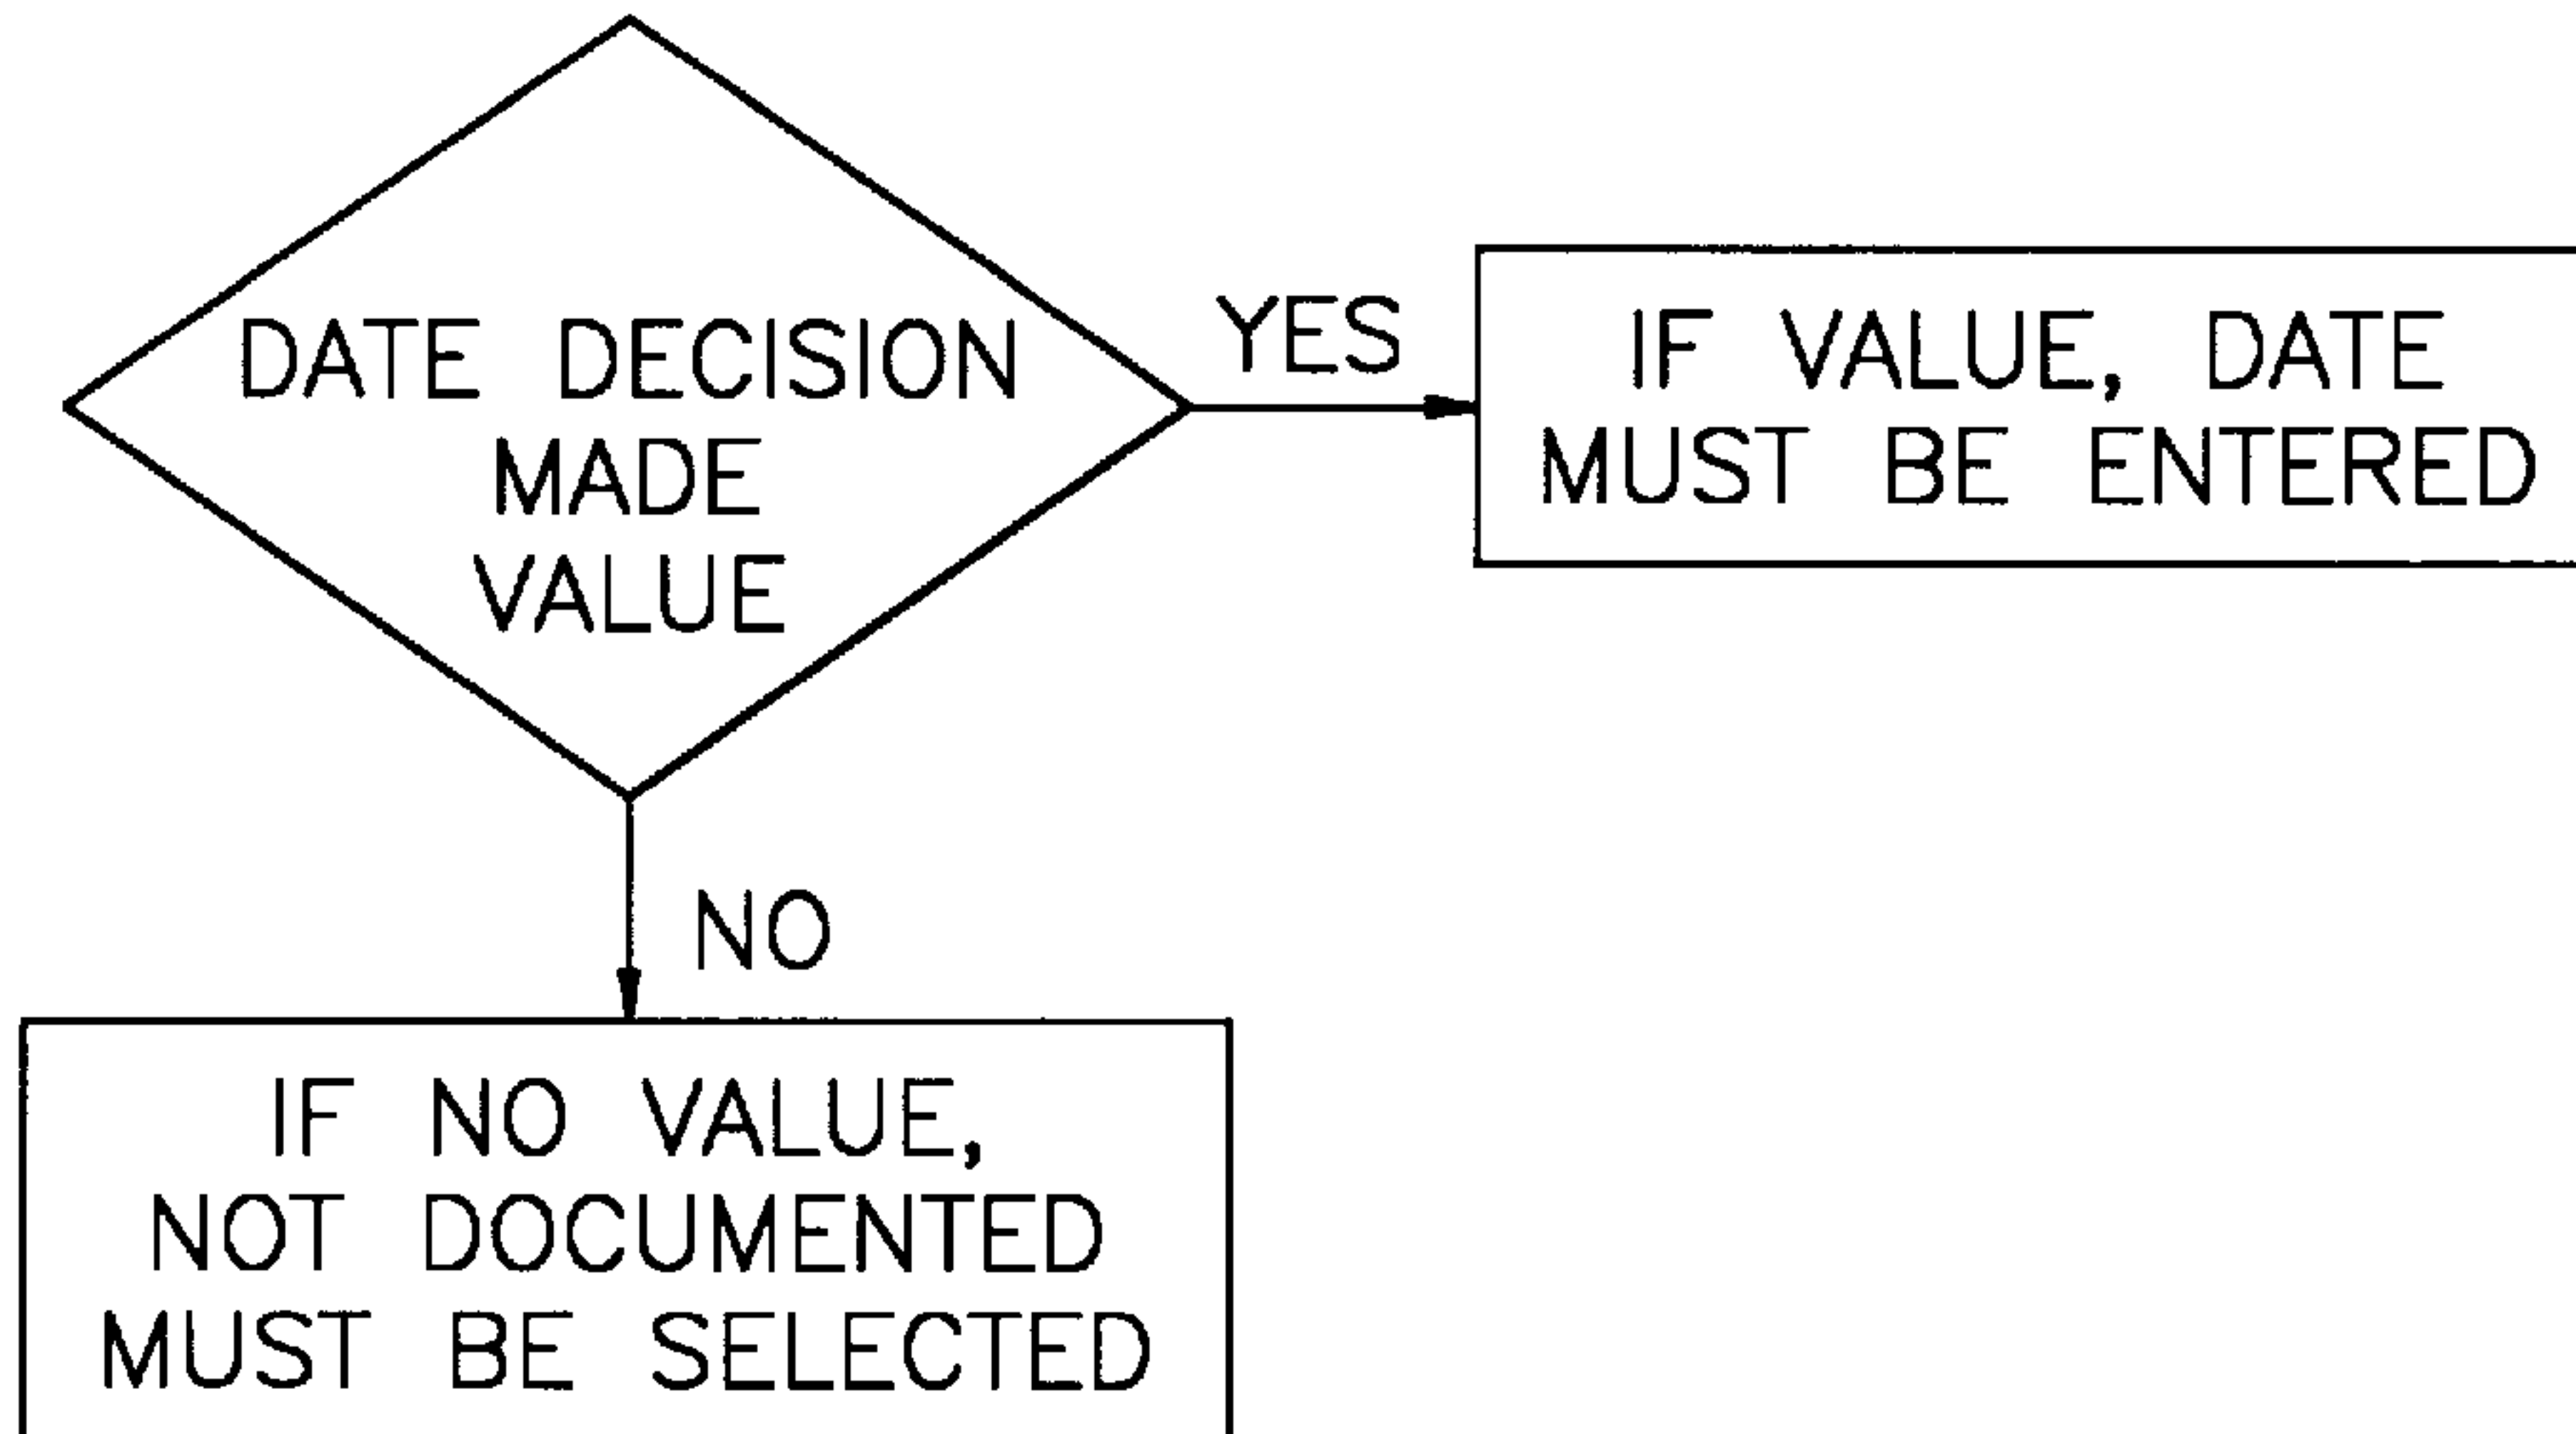 DATE DECISION
MADE
VALUE
YES
IF VALUE, DATE
MUST BE ENTERED
NO
IF NO VALUE,
NOT DOCUMENTED
MUST BE SELECTED